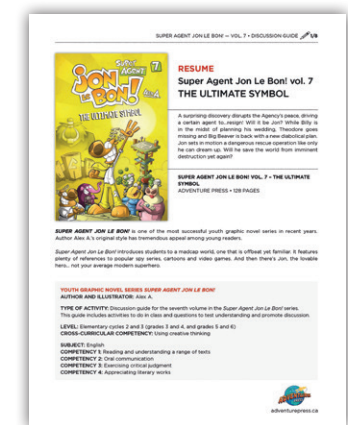 SUPER AGENT JON LE BON! — VOL. 7 • DISCUSSION GUIDE 1/8
SUPER AGENT 7
JON LE BON!
ALEX A.
THE ULTIMATE SYMBOL
RESUME
Super Agent Jon Le Bon! vol. 7
THE ULTIMATE SYMBOL
A surprising discovery disrupts the Agency's peace, driving
a certain agent to...resign! Will it be Jon? While Billy is
in the midst of planning his wedding, Theodore goes
missing and Big Beaver is back with a new diabolical plan.
Jon sets in motion a dangerous rescue operation like only
he can dream up. Will he save the world from imminent
destruction yet again?
SUPER AGENT JON LE BON! VOL. 7 • THE ULTIMATE
SYMBOL
ADVENTURE PRESS • 128 PAGES
SUPER AGENT JON LE BON! is one of the most successful youth graphic novel series in recent years.
Author Alex A.'s original style has tremendous appeal among young readers.
Super Agent Jon Le Bon! introduces students to a madcap world, one that is offbeat yet familiar. It features
plenty of references to popular spy series, cartoons and video games. And then there's Jon, the lovable
hero... not your average modern superhero.
YOUTH GRAPHIC NOVEL SERIES SUPER AGENT JON LE BON!
AUTHOR AND ILLUSTRATOR: Alex A.
TYPE OF ACTIVITY: Discussion guide for the seventh volume in the Super Agent Jon Le Bon! series.
This guide includes activities to do in class and questions to test understanding and promote discussion.
LEVEL: Elementary cycles 2 and 3 (grades 3 and 4, and grades 5 and 6)
CROSS-CURRICULAR COMPETENCY: Using creative thinking
SUBJECT: English
COMPETENCY 1: Reading and understanding a range of texts
COMPETENCY 2: Oral communication
COMPETENCY 3: Exercising critical judgment
COMPETENCY 4: Appreciating literary works
adventurepress.ca